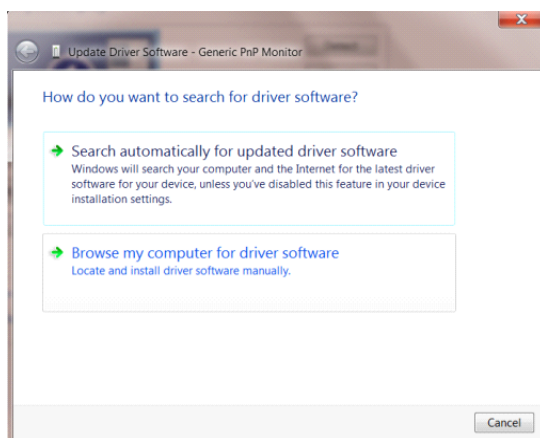 Update Driver Software - Generic PnP Monitor
How do you want to search for driver software?
Search automatically for updated driver software
Windows will search your computer and the Internet for the latest driver
software for your device, unless you've disabled this feature in your device
installation settings.
Browse my computer for driver software
Locate and install driver software manually.
Cancel